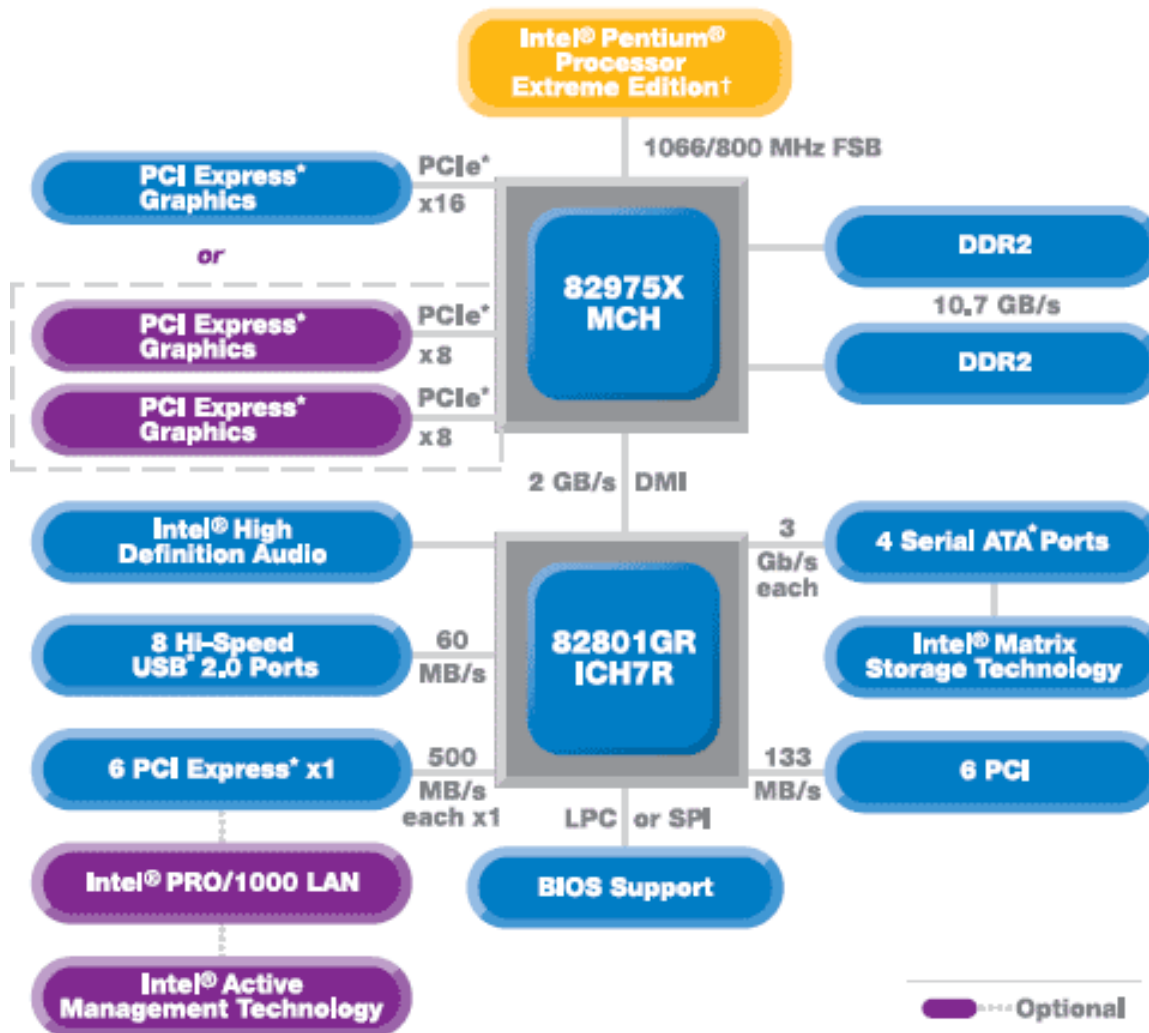 Intel® Pentium®
Processor
Extreme Edition†
1066/800 MHz FSB
PCI Express*
Graphics
PCIe*
x16
or
PCI Express*
Graphics
PCIe*
x8
PCI Express*
Graphics
PCIe*
x8
82975X
MCH
DDR2
10.7 GB/s
DDR2
2 GB/s DMI
Intel® High
Definition Audio
8 Hi-Speed
USB* 2.0 Ports
60
MB/s
6 PCI Express* x1
500
MB/s
each x1
82801GR
ICH7R
3
Gb/s
each
4 Serial ATA* Ports
Intel® Matrix
Storage Technology
133
MB/s
6 PCI
LPC or SPI
BIOS Support
Intel® PRO/1000 LAN
Intel® Active
Management Technology
Optional